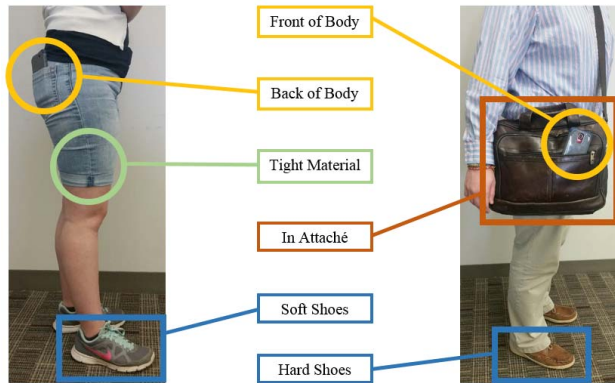 Front of Body
Back of Body
Tight Material
In Attaché
Soft Shoes
Hard Shoes